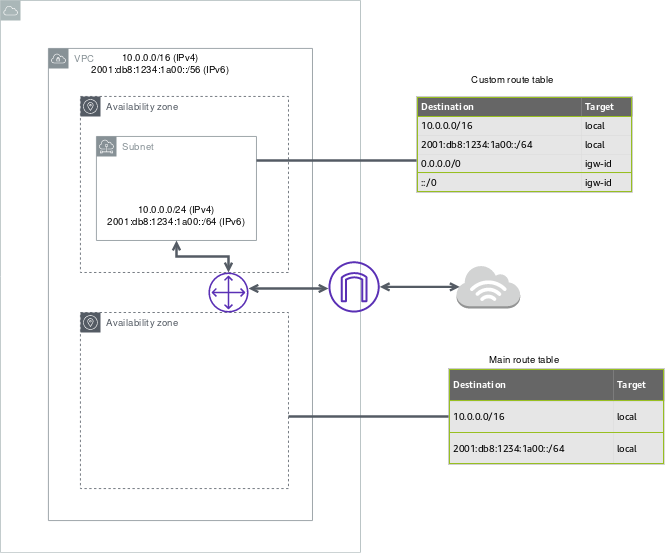 VPC
10.0.0.0/16 (IPv4)
2001:db8:1234:1a00::/56 (IPv6)
Availability zone
Subnet
10.0.0.0/24 (IPv4)
2001:db8:1234:1a00::/64 (IPv6)
Availability zone
Custom route table
Destination Target
10.0.0.0/16 local
2001:db8:1234:1a00::/64 local
0.0.0.0/0 igw-id
::/0 igw-id
Main route table
Destination Target
10.0.0.0/16 local
2001:db8:1234:1a00::/64 local